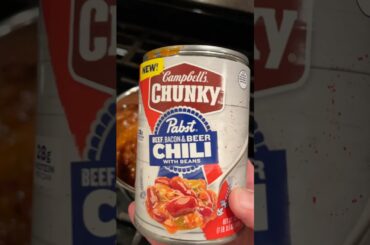 NEW!
Campbell's
CHUNKY
Pabst
BEEF, BACON & BEER
CHILI
WITH BEANS